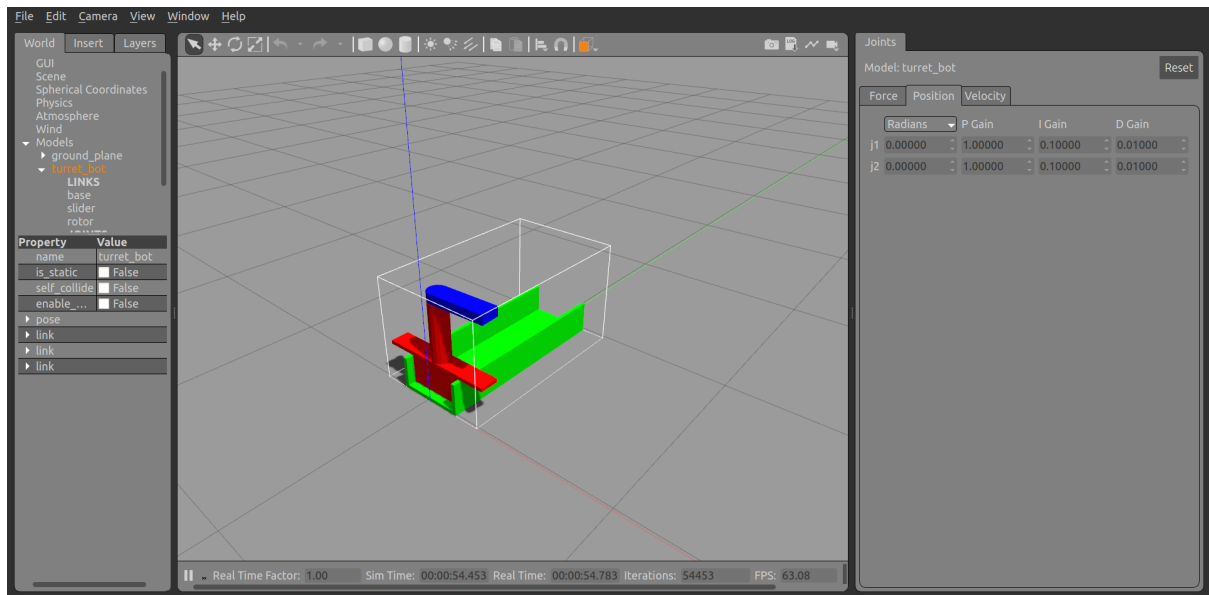 File Edit Camera View Window Help
World Insert Layers
GUI
Scene
Spherical Coordinates
Physics
Atmosphere
Wind
Models
ground_plane
turret_bot
LINKS
base
slider
rotor
Property Value
name turret_bot
is_static False
self_collide False
enable_... False
pose
link
link
link
Real Time Factor: 1.00 Sim Time: 00:00:54.453 Real Time: 00:00:54.783 Iterations: 54453 FPS: 63.08
Joints
Model: turret_bot Reset
Force Position Velocity
Radians P Gain I Gain D Gain
j1 0.00000 1.00000 0.10000 0.01000
j2 0.00000 1.00000 0.10000 0.01000